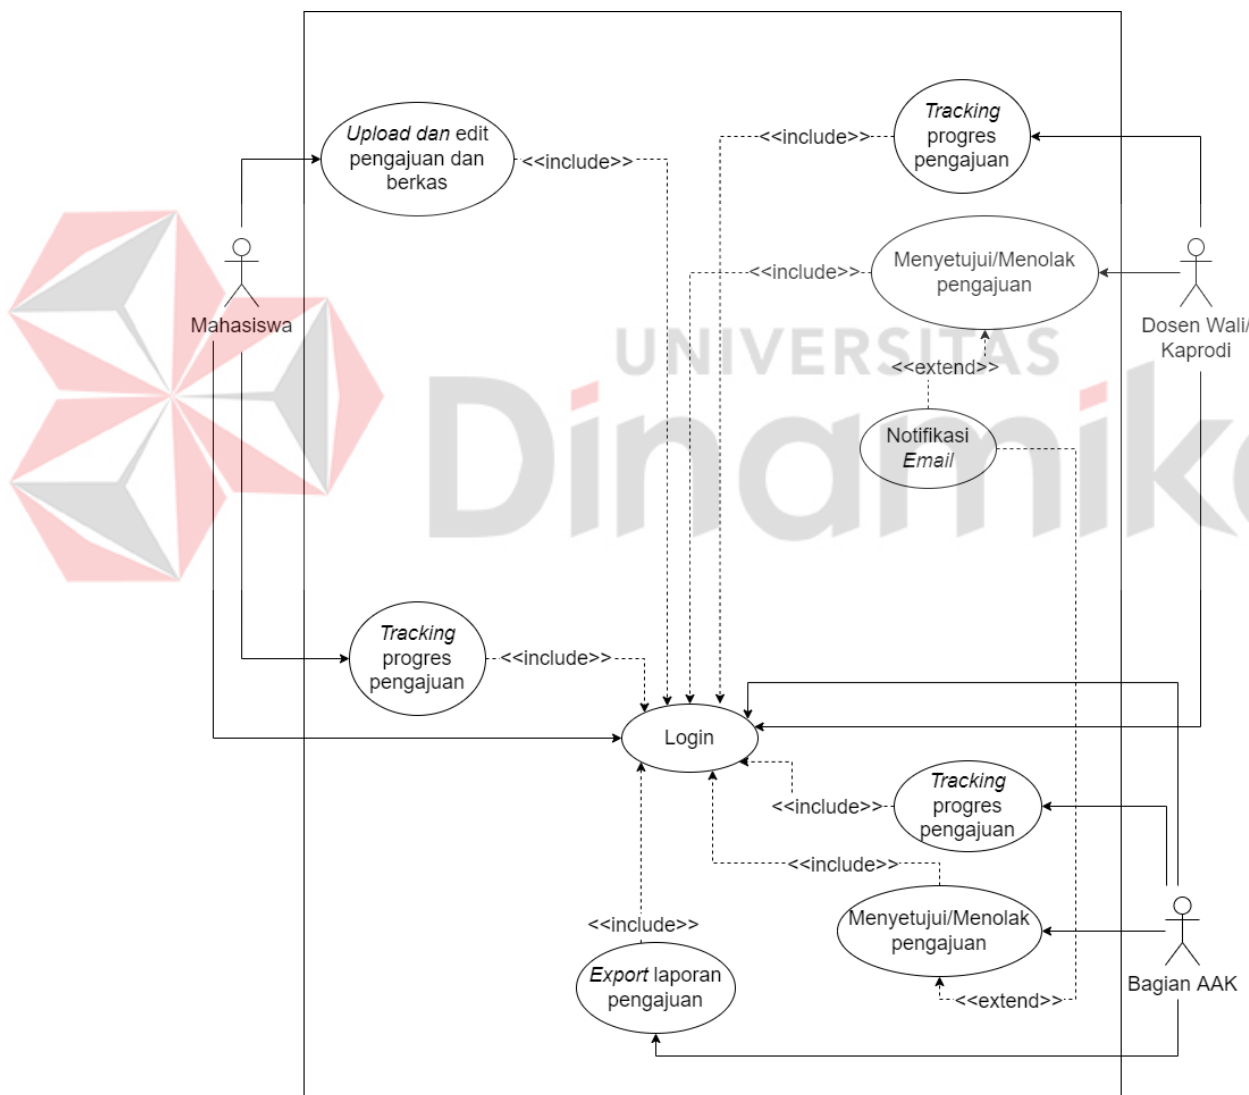 Tracking
progres
pengajuan
Upload dan edit
pengajuan dan
berkas
<<include>>
<<include>>
Menyetujui/Menolak
pengajuan
<<include>>
Mahasiswa
Dosen Wali/
Kaprodi
UNIVERSITAS
Dinamika
<<extend>>
Notifikasi
Email
Tracking
progres
pengajuan
<<include>>
Login
Tracking
progres
pengajuan
<<include>>
<<include>>
Menyetujui/Menolak
pengajuan
<<include>>
Export laporan
pengajuan
Bagian AAK
<<extend>>